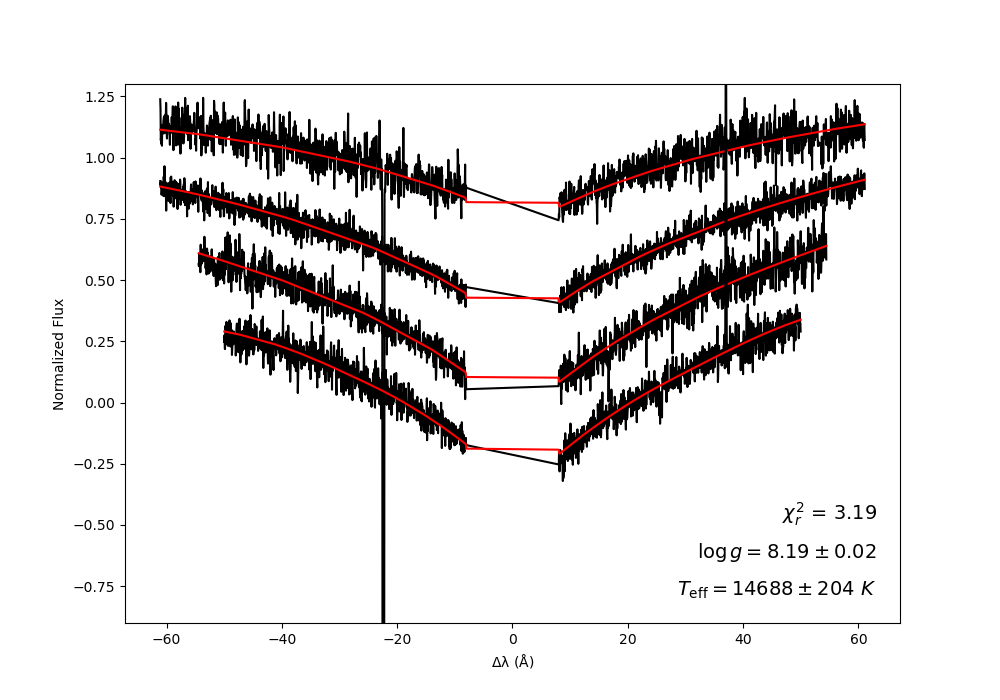 1.25
1.00
0.75
0.50
0.25
0.00
−0.25
−0.50
−0.75
Normalized Flux
χ²ᵣ = 3.19
log g = 8.19 ± 0.02
T_eff = 14688 ± 204 K
−60 −40 −20 0 20 40 60
Δλ (Å)